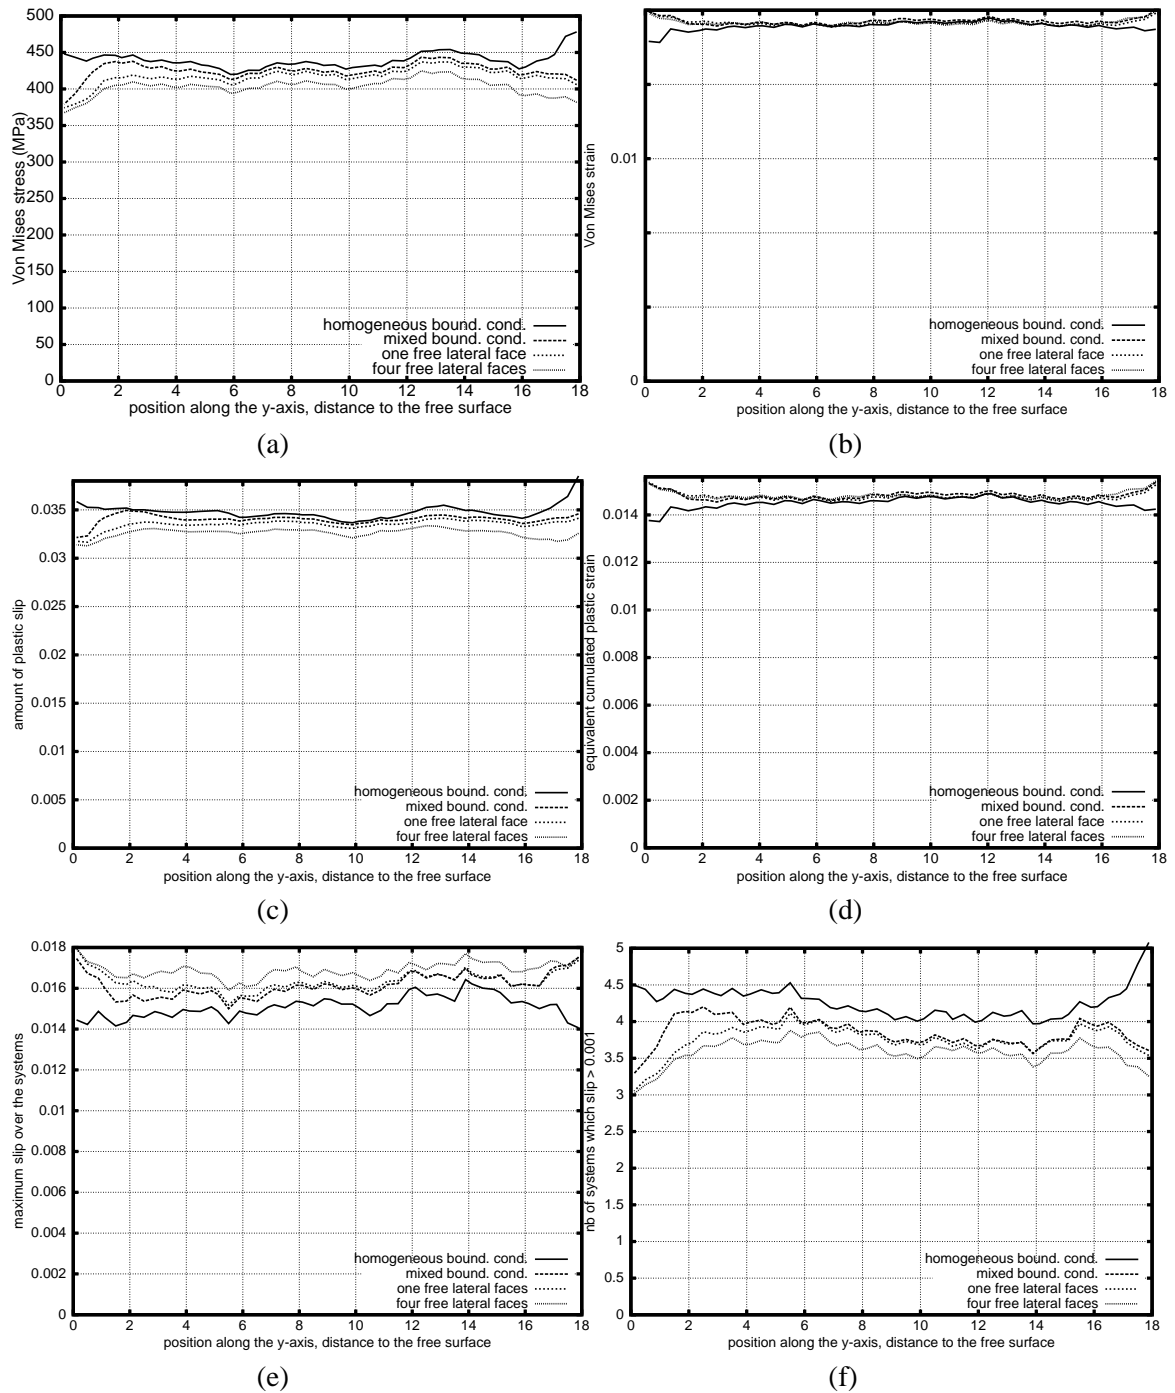 500
450
400
350
300
250
200
150
100
50
0
Von Mises stress (MPa)
homogeneous bound. cond.
mixed bound. cond.
one free lateral face
four free lateral faces
0 2 4 6 8 10 12 14 16 18
position along the y-axis, distance to the free surface
(a)
0.01
0
Von Mises strain
homogeneous bound. cond.
mixed bound. cond.
one free lateral face
four free lateral faces
0 2 4 6 8 10 12 14 16 18
position along the y-axis, distance to the free surface
(b)
0.035
0.03
0.025
0.02
0.015
0.01
0.005
0
amount of plastic slip
homogeneous bound. cond.
mixed bound. cond.
one free lateral face
four free lateral faces
0 2 4 6 8 10 12 14 16 18
position along the y-axis, distance to the free surface
(c)
0.014
0.012
0.01
0.008
0.006
0.004
0.002
0
equivalent cumulated plastic strain
homogeneous bound. cond.
mixed bound. cond.
one free lateral face
four free lateral faces
0 2 4 6 8 10 12 14 16 18
position along the y-axis, distance to the free surface
(d)
0.018
0.016
0.014
0.012
0.01
0.008
0.006
0.004
0.002
0
maximum slip over the systems
homogeneous bound. cond.
mixed bound. cond.
one free lateral faces
four free lateral faces
0 2 4 6 8 10 12 14 16 18
position along the y-axis, distance to the free surface
(e)
5
4.5
4
3.5
3
2.5
2
1.5
1
0.5
0
nb of systems which slip > 0.001
homogeneous bound. cond.
mixed bound. cond.
one free lateral faces
four free lateral faces
0 2 4 6 8 10 12 14 16 18
position along the y-axis, distance to the free surface
(f)